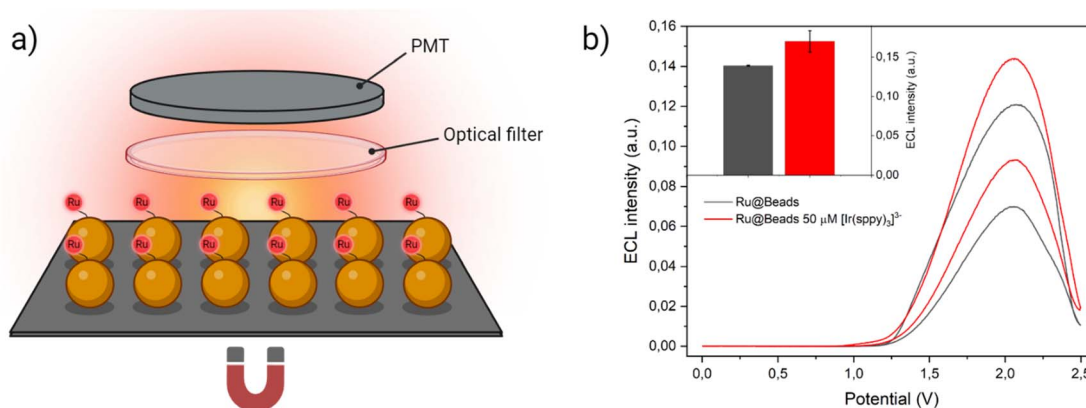 a)
PMT
Optical filter
Ru Ru Ru Ru Ru Ru
Ru Ru Ru Ru Ru Ru
b)
ECL intensity (a.u.)
0,16
0,14
0,12
0,10
0,08
0,06
0,04
0,02
0,00
0,15
0,10
0,05
0,00
ECL intensity (a.u.)
Ru@Beads
Ru@Beads 50 μM [Ir(sppy)₃]³⁻
0,0 0,5 1,0 1,5 2,0 2,5
Potential (V)